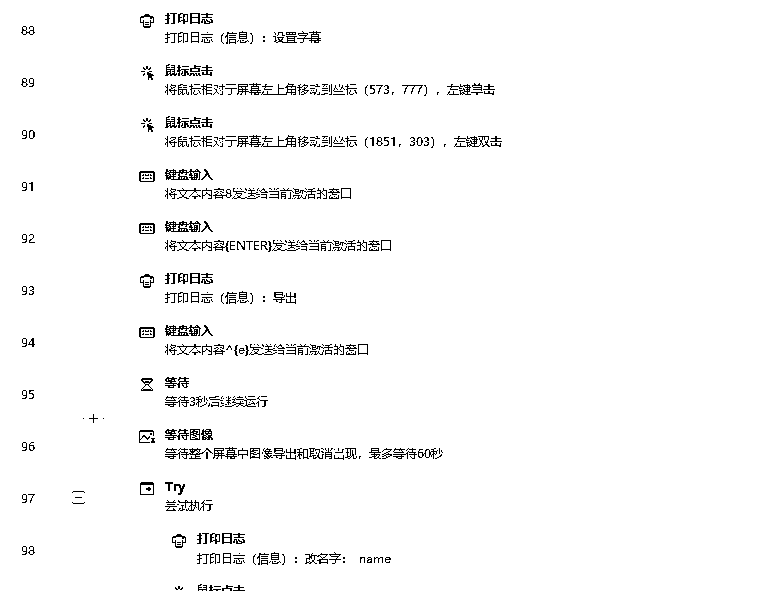 88
打印日志
打印日志（信息）：设置字幕
89
鼠标点击
将鼠标相对于屏幕左上角移动到坐标（573，777），左键单击
90
鼠标点击
将鼠标相对于屏幕左上角移动到坐标（1851，303），左键双击
91
键盘输入
将文本内容8发送给当前激活的窗口
92
键盘输入
将文本内容{ENTER}发送给当前激活的窗口
93
打印日志
打印日志（信息）：导出
94
键盘输入
将文本内容^{e}发送给当前激活的窗口
95
等待
等待3秒后继续运行
96
等待图像
等待整个屏幕中图像导出和取消出现，最多等待60秒
97
Try
尝试执行
98
打印日志
打印日志（信息）：改名字： name
鼠标点击